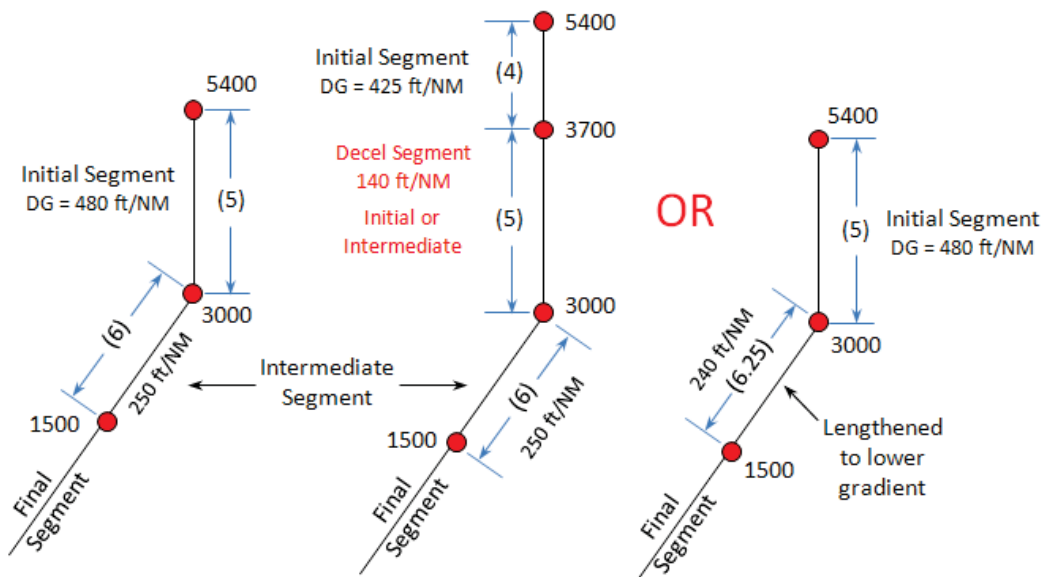 5400
Initial Segment
DG = 480 ft/NM
(5)
3000
(6)
250 ft/NM
1500
Final
Segment
Intermediate
Segment
5400
Initial Segment
DG = 425 ft/NM
(4)
3700
Decel Segment
140 ft/NM
Initial or
Intermediate
(5)
3000
(6)
250 ft/NM
1500
Final
Segment
OR
5400
(5)
Initial Segment
DG = 480 ft/NM
3000
240 ft/NM
(6.25)
1500
Lengthened
to lower
gradient
Final
Segment